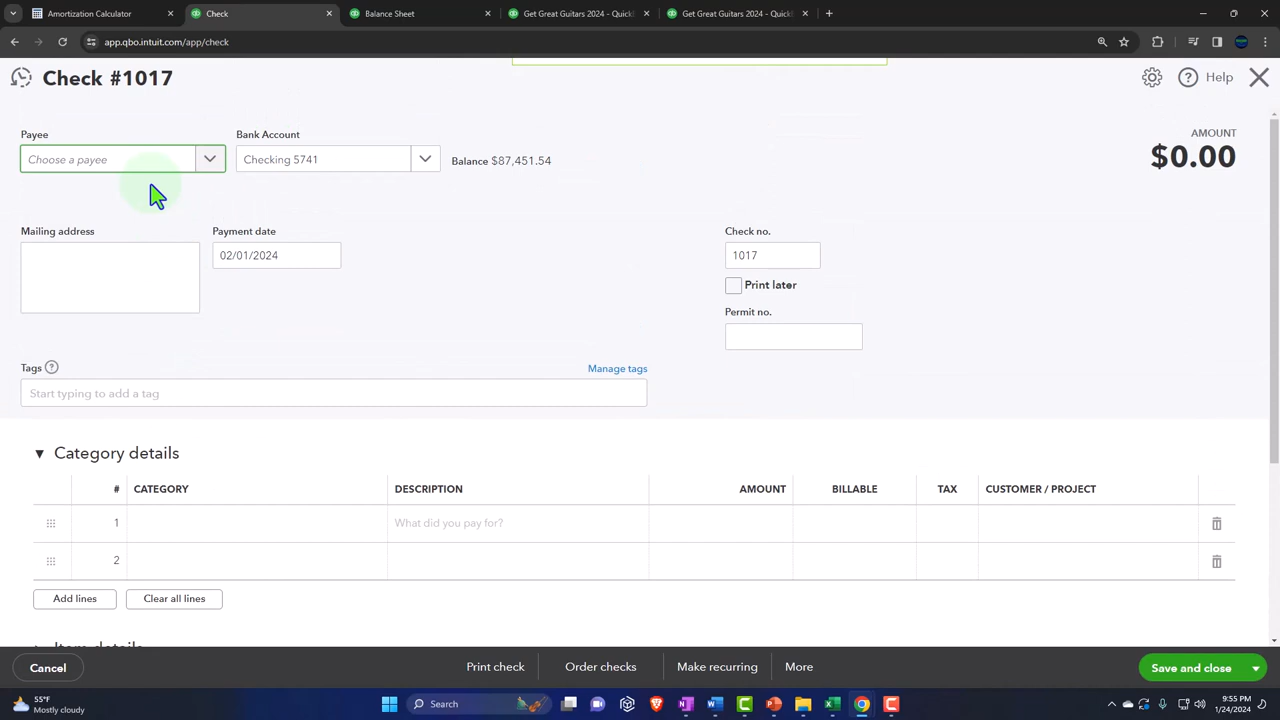 Amortization Calculator
Check
Balance Sheet
Get Great Guitars 2024 – Quick
Get Great Guitars 2024 – Quick
app.qbo.intuit.com/app/check
Check #1017
Help
Payee
Bank Account
AMOUNT
Choose a payee
Checking 5741
Balance $87,451.54
$0.00
Mailing address
Payment date
Check no.
02/01/2024
1017
Print later
Permit no.
Tags
Manage tags
Start typing to add a tag
Category details
# CATEGORY DESCRIPTION AMOUNT BILLABLE TAX CUSTOMER / PROJECT
1 What did you pay for?
2
Add lines
Clear all lines
Item details
Cancel
Print check
Order checks
Make recurring
More
Save and close
55°F
Mostly cloudy
Search
9:55 PM
1/24/2024